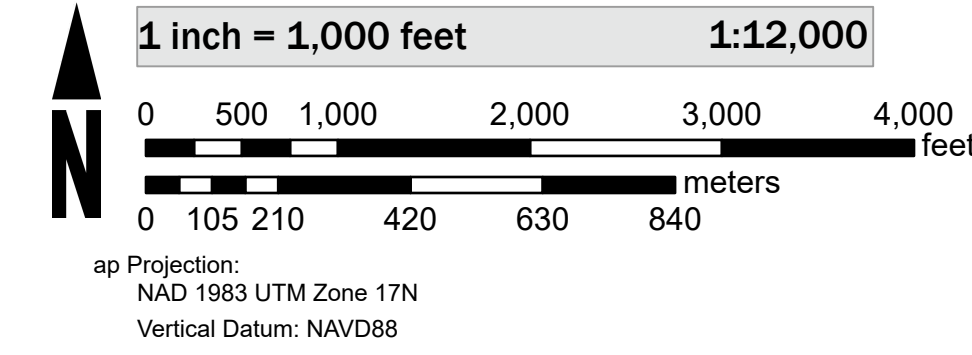 1 inch = 1,000 feet 1:12,000
0 500 1,000 2,000 3,000 4,000
feet
N
meters
0 105 210 420 630 840
ap Projection:
NAD 1983 UTM Zone 17N
Vertical Datum: NAVD88